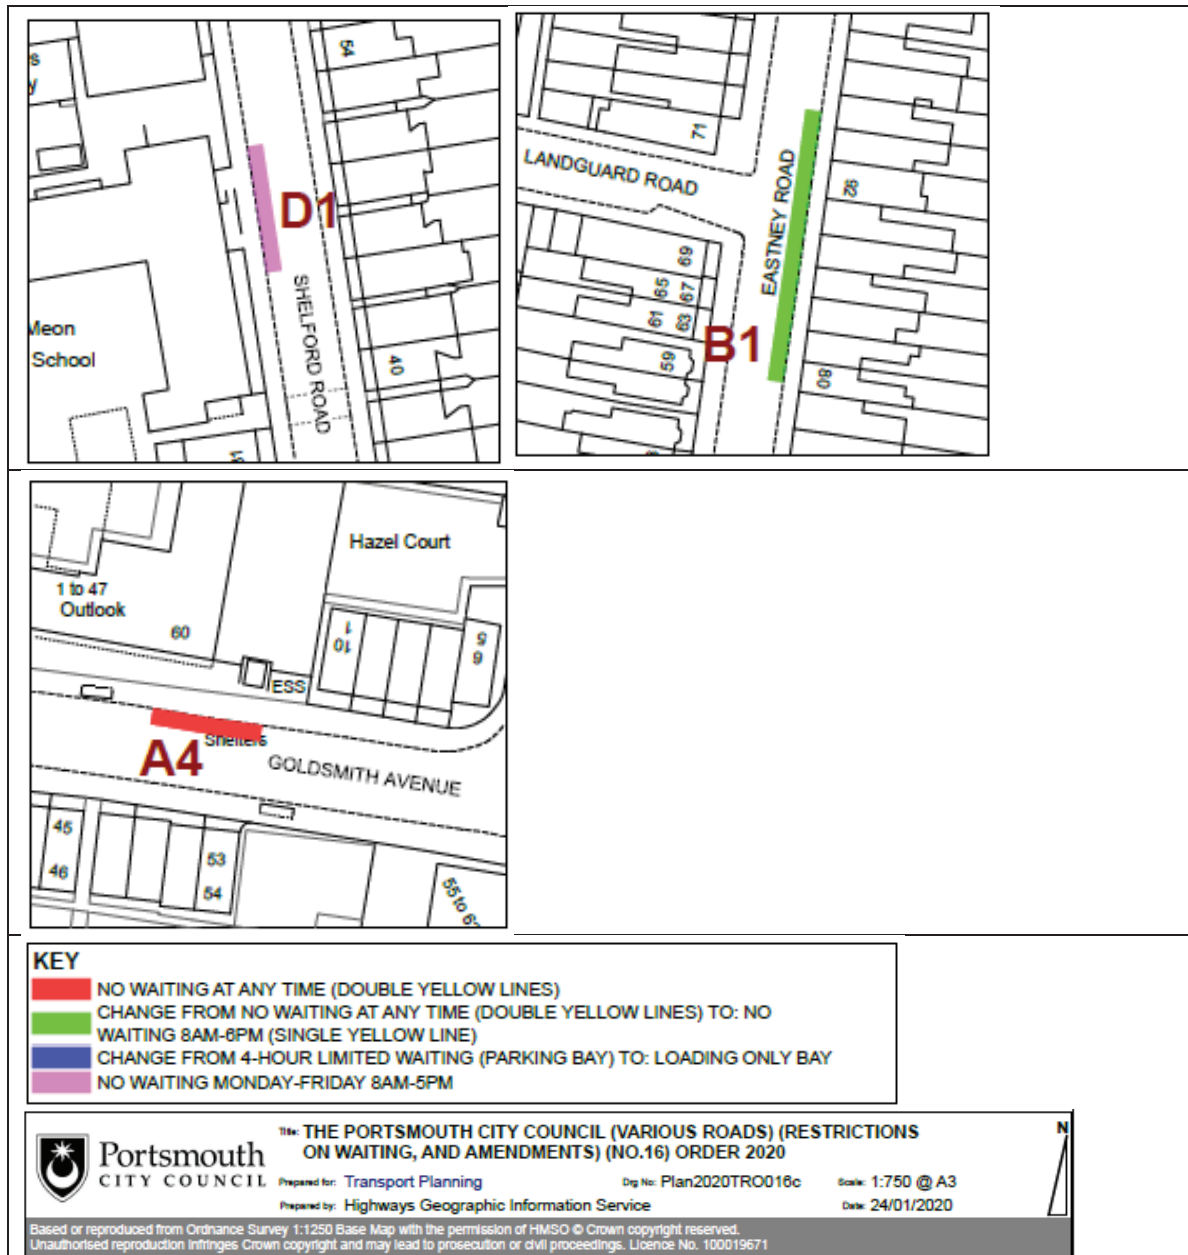 54
s
y
D1
SHELFORD ROAD
Meon
School
40
31
71
LANDGUARD ROAD
EASTNEY ROAD
92
69
65
67
61
63
B1
59
80
Hazel Court
1 to 47
Outlook
60
1
10
5
6
ESS
Shelters
A4
GOLDSMITH AVENUE
45
46
53
54
55 to 6
KEY
NO WAITING AT ANY TIME (DOUBLE YELLOW LINES)
CHANGE FROM NO WAITING AT ANY TIME (DOUBLE YELLOW LINES) TO: NO
WAITING 8AM-6PM (SINGLE YELLOW LINE)
CHANGE FROM 4-HOUR LIMITED WAITING (PARKING BAY) TO: LOADING ONLY BAY
NO WAITING MONDAY-FRIDAY 8AM-5PM
Portsmouth
CITY COUNCIL
Title: THE PORTSMOUTH CITY COUNCIL (VARIOUS ROADS) (RESTRICTIONS
ON WAITING, AND AMENDMENTS) (NO.16) ORDER 2020
Prepared for: Transport Planning
Drg No: Plan2020TRO016c
Scale: 1:750 @ A3
Prepared by: Highways Geographic Information Service
Date: 24/01/2020
N
Based or reproduced from Ordnance Survey 1:1250 Base Map with the permission of HMSO © Crown copyright reserved.
Unauthorised reproduction infringes Crown copyright and may lead to prosecution or civil proceedings. Licence No. 100019671